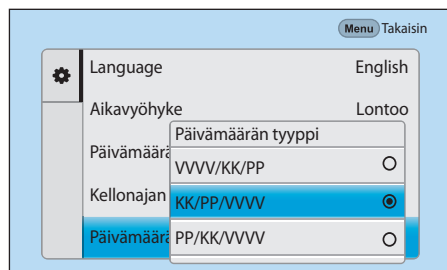 Menu Takaisin
Language English
Aikavyöhyke Lontoo
Päivämäärän tyyppi
Päivämäärä
VVVV/KK/PP
Kellonajan
KK/PP/VVVV
Päivämäärä
PP/KK/VVVV